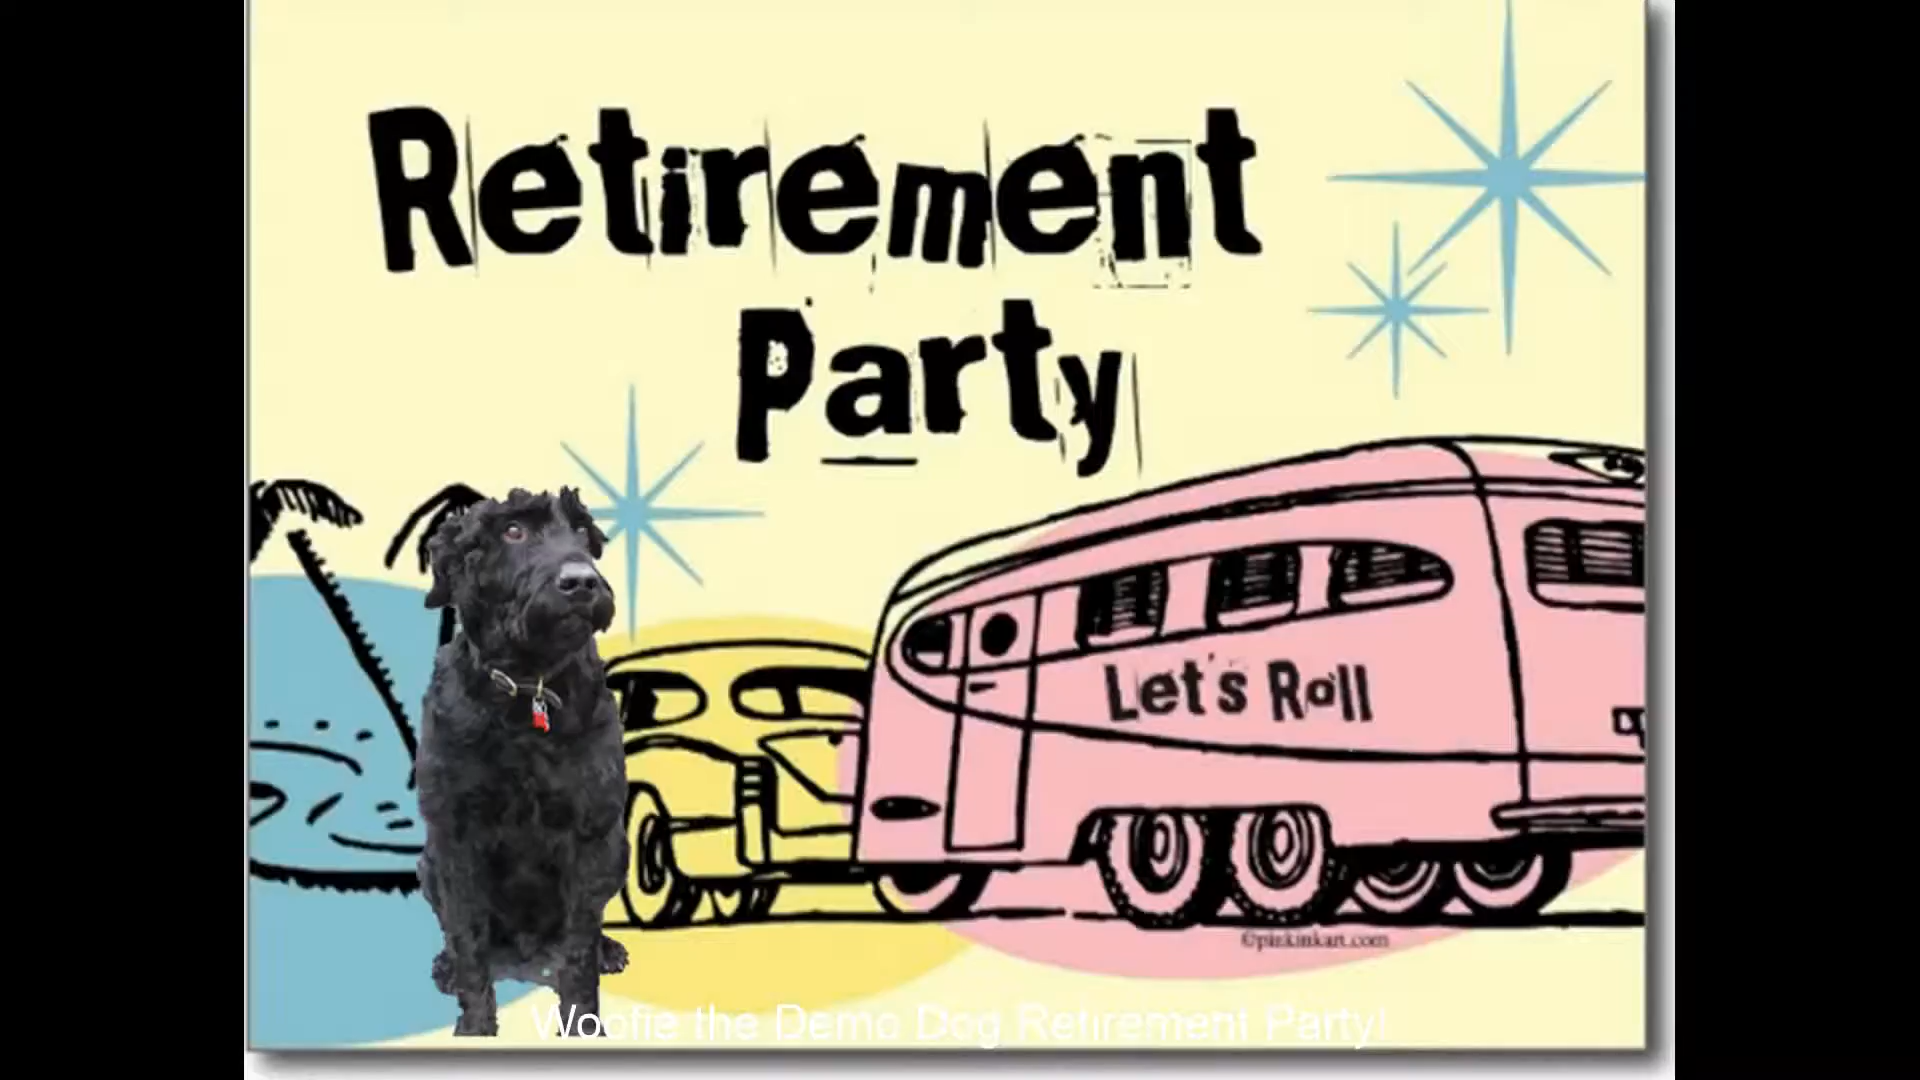 Retirement
Party
Let's Roll
©pinkinkart.com
Woofie the Demo Dog Retirement Party!